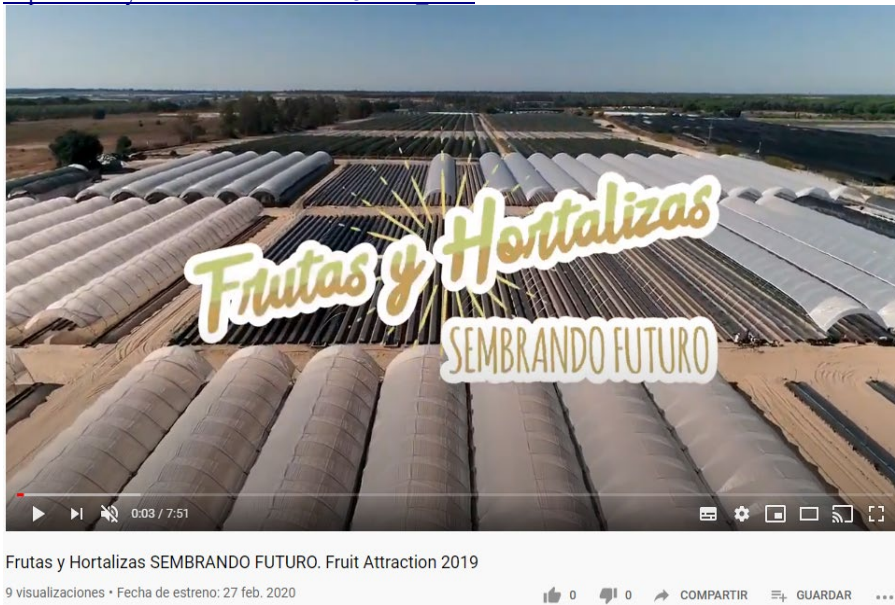 Frutas y Hortalizas
SEMBRANDO FUTURO
0:03 / 7:51
Frutas y Hortalizas SEMBRANDO FUTURO. Fruit Attraction 2019
9 visualizaciones • Fecha de estreno: 27 feb. 2020
0
0
COMPARTIR
GUARDAR